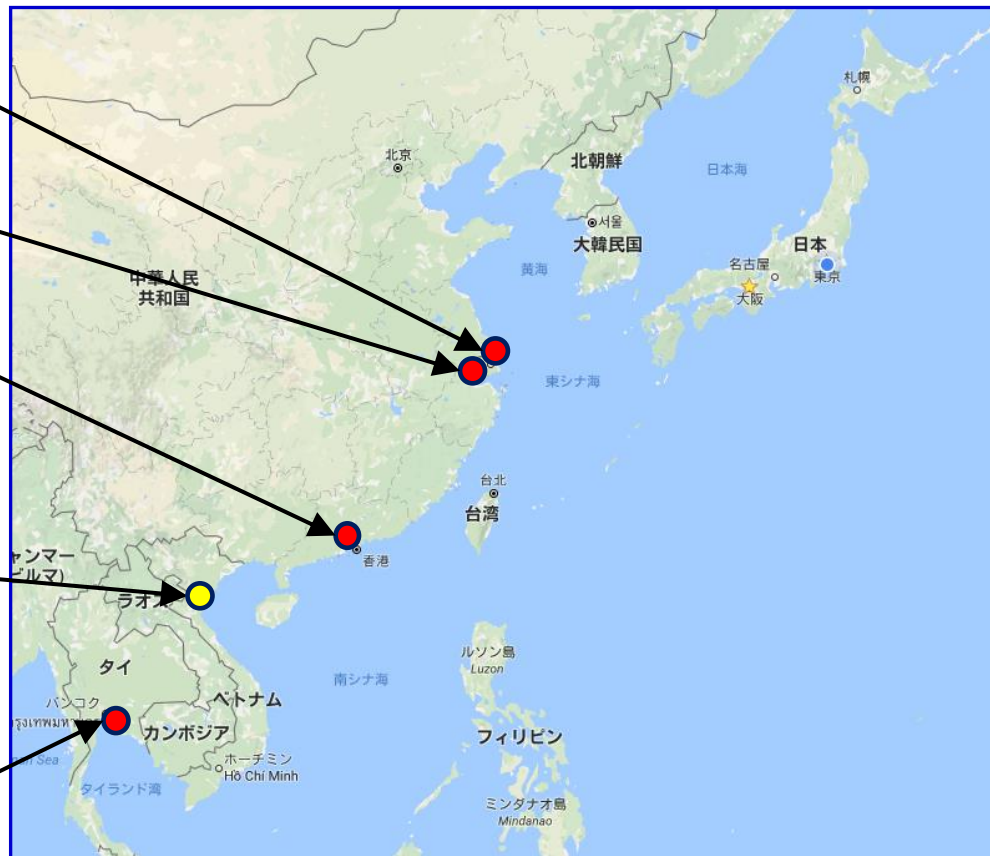 札幌
北京
北朝鮮
日本海
서울
大韓民国
日本
名古屋
東京
大阪
黄海
中華人民
共和国
東シナ海
台北
台湾
香港
ャンマー
ビルマ)
ラオス
ルソン島
Luzon
タイ
南シナ海
バンコク
ベトナム
カンボジア
フィリピン
ホーチミン
Hồ Chí Minh
タイランド湾
ミンダナオ島
Mindanao